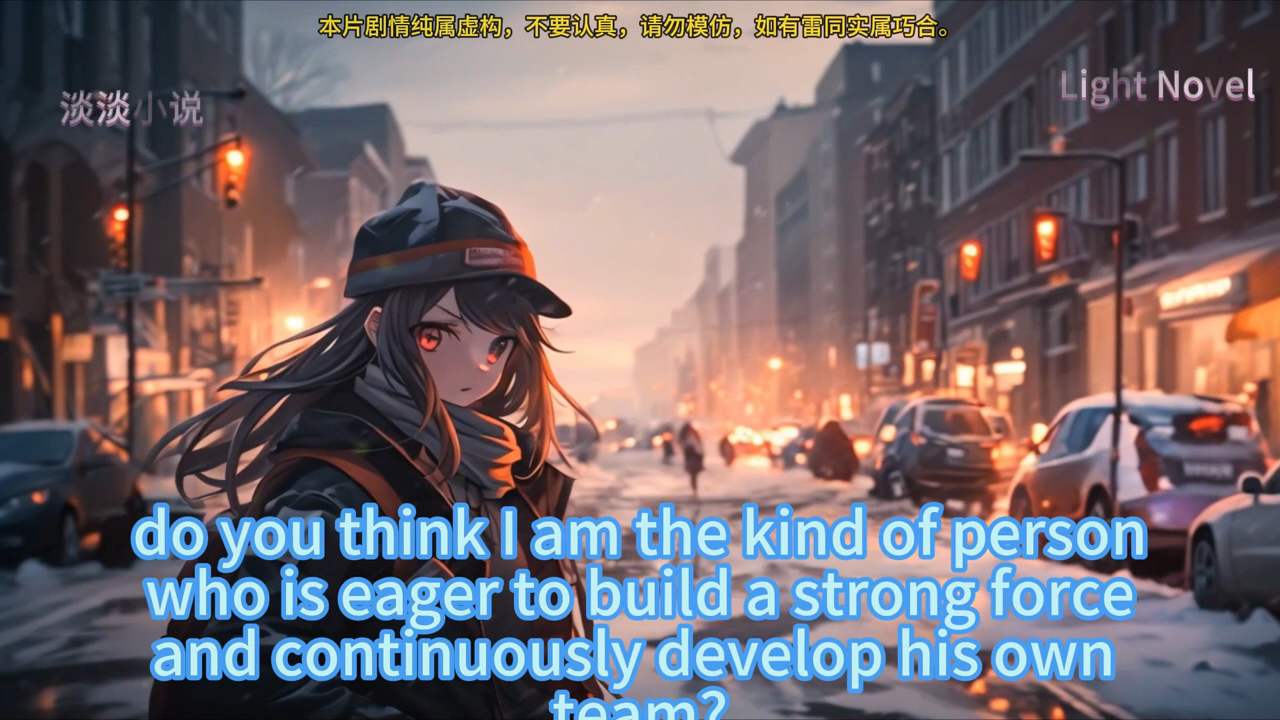 本片剧情纯属虚构，不要认真，请勿模仿，如有雷同实属巧合。
淡淡小说
Light Novel
do you think I am the kind of person
who is eager to build a strong force
and continuously develop his own
team?